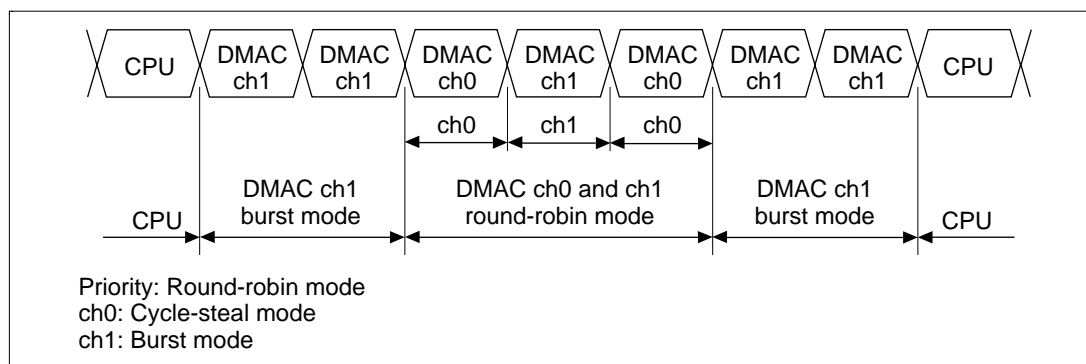 CPU DMAC ch1 DMAC ch1 DMAC ch0 DMAC ch1 DMAC ch0 DMAC ch1 DMAC ch1 CPU
ch0 ch1 ch0
DMAC ch1 burst mode
DMAC ch0 and ch1 round-robin mode
DMAC ch1 burst mode
CPU
CPU
Priority: Round-robin mode
ch0: Cycle-steal mode
ch1: Burst mode